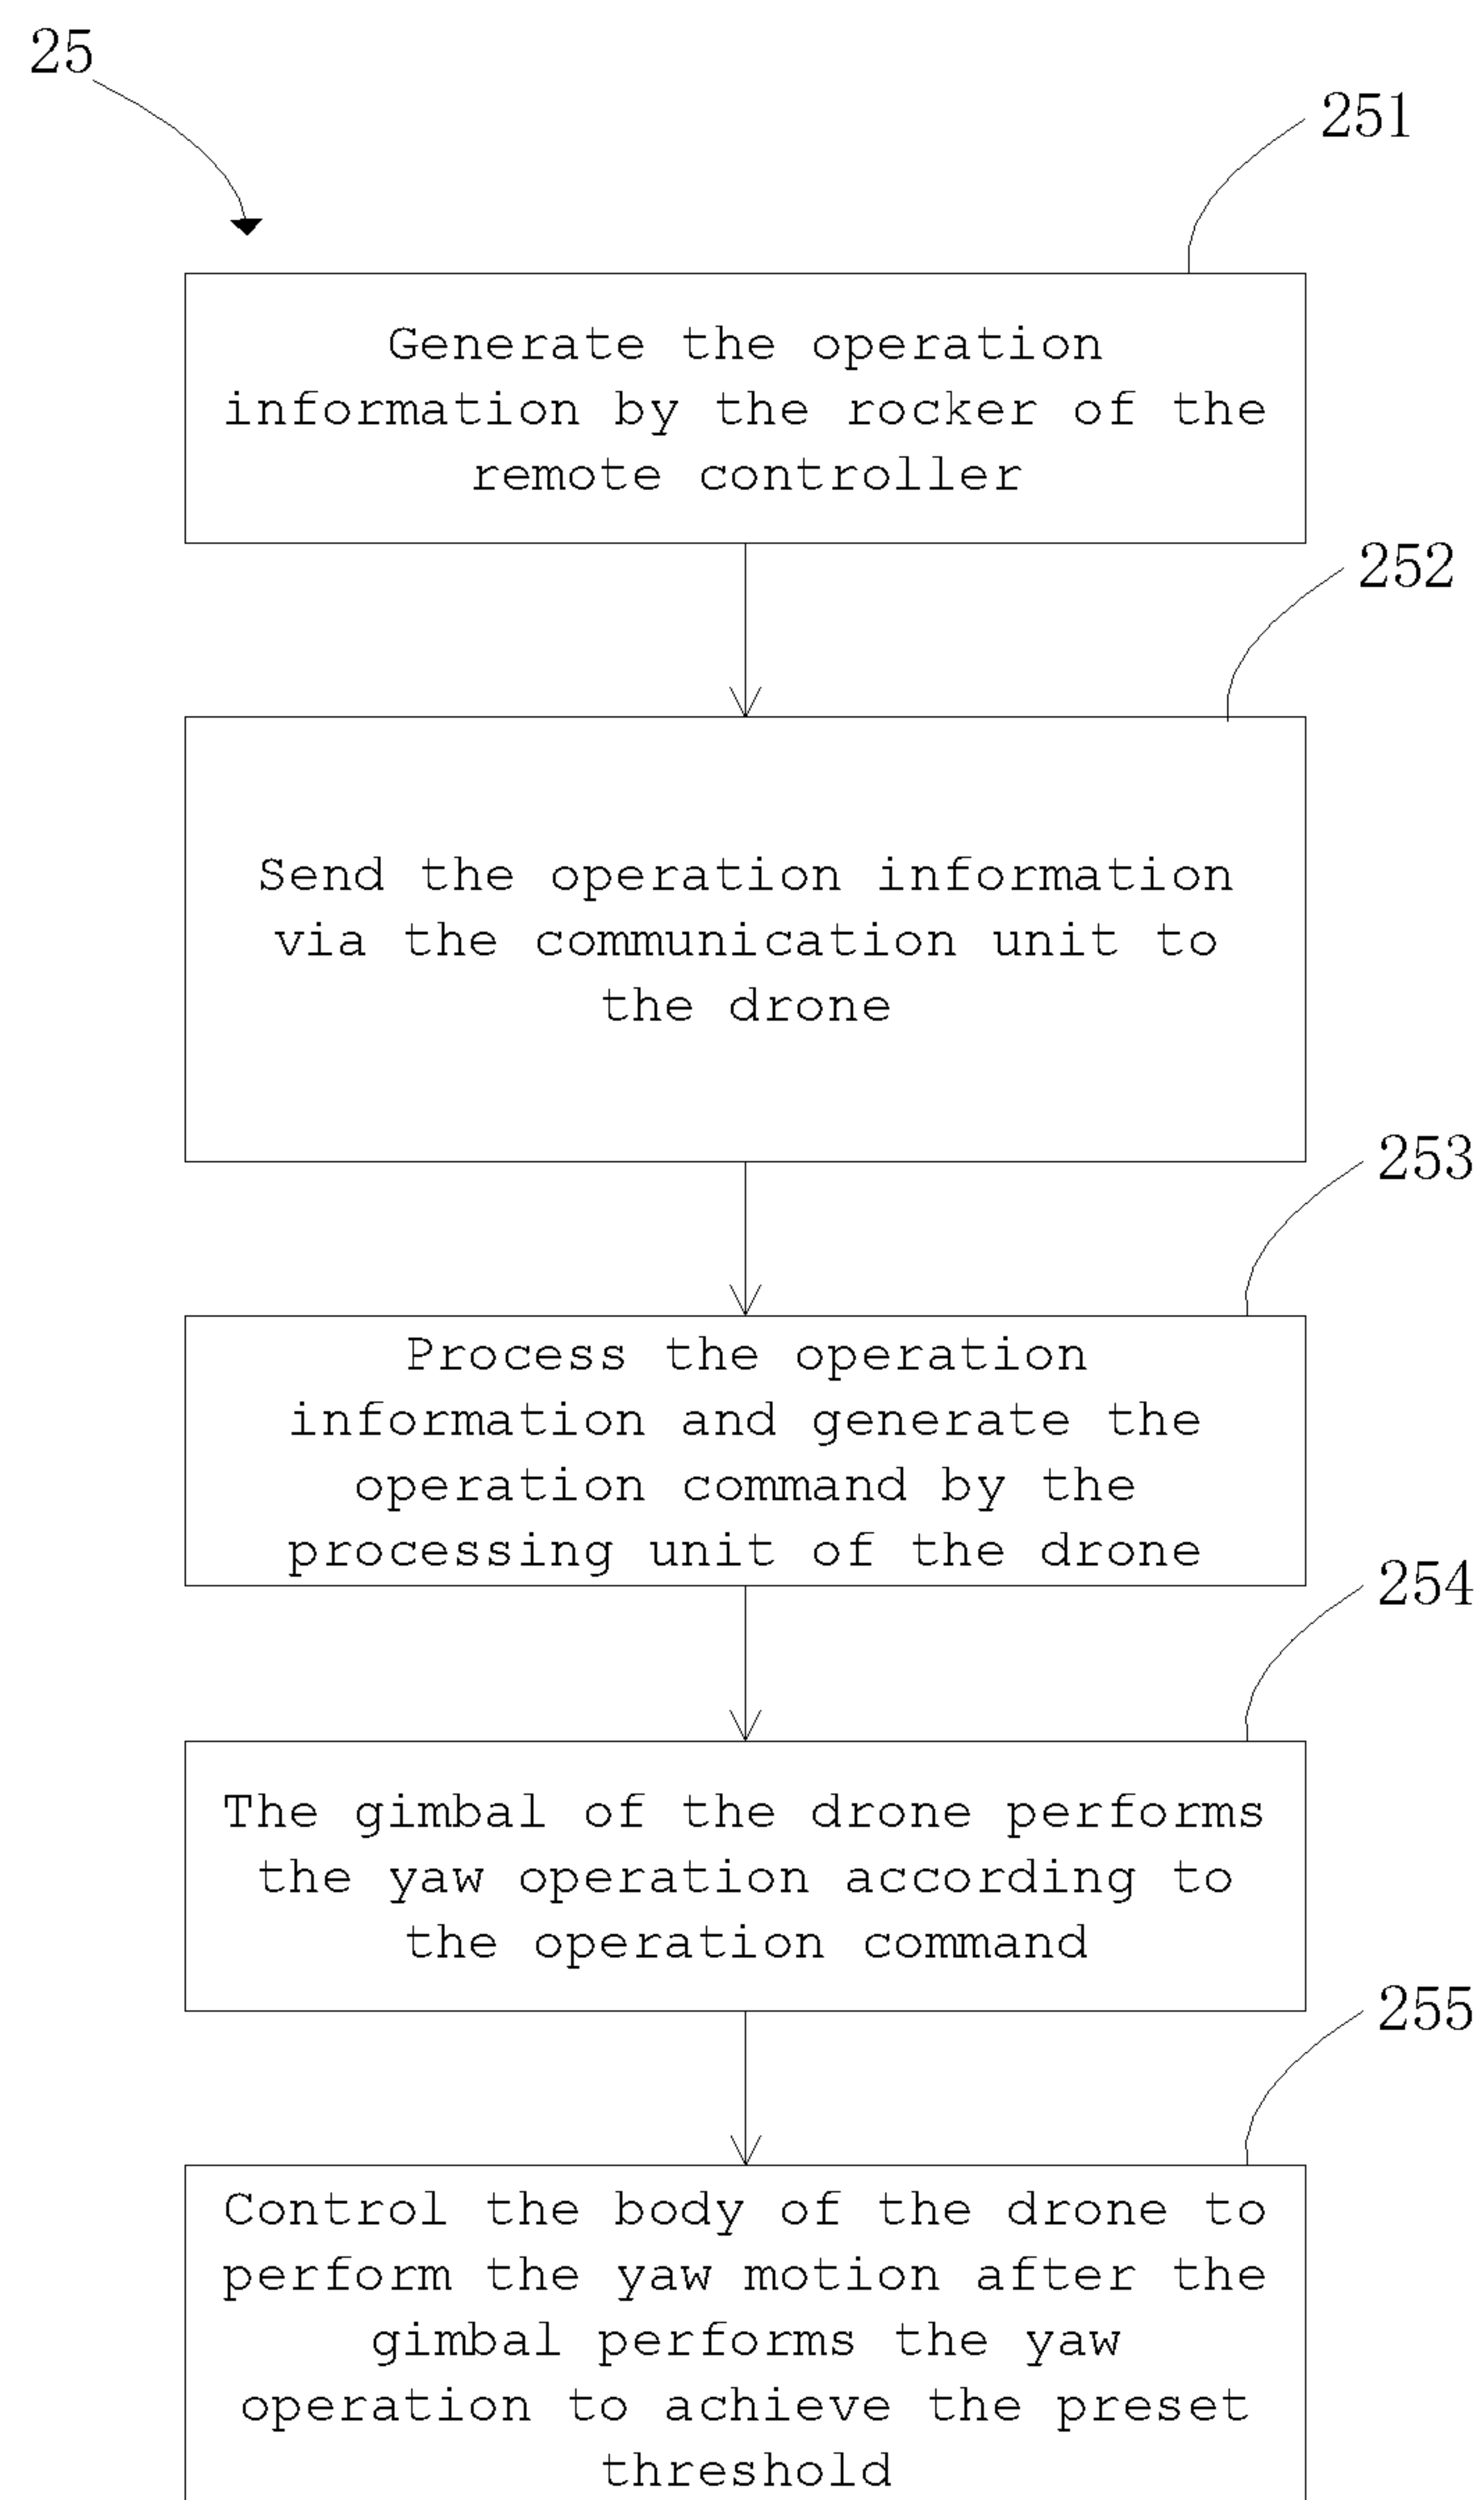 25
251
Generate the operation
information by the rocker of the
remote controller
252
Send the operation information
via the communication unit to
the drone
253
Process the operation
information and generate the
operation command by the
processing unit of the drone
254
The gimbal of the drone performs
the yaw operation according to
the operation command
255
Control the body of the drone to
perform the yaw motion after the
gimbal performs the yaw
operation to achieve the preset
threshold